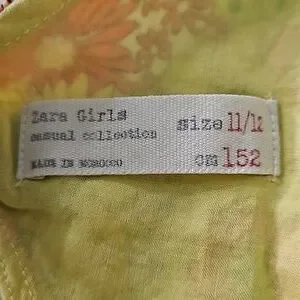 Zara Girls
casual collection
MADE IN MOROCCO
size 11/12
cm 152